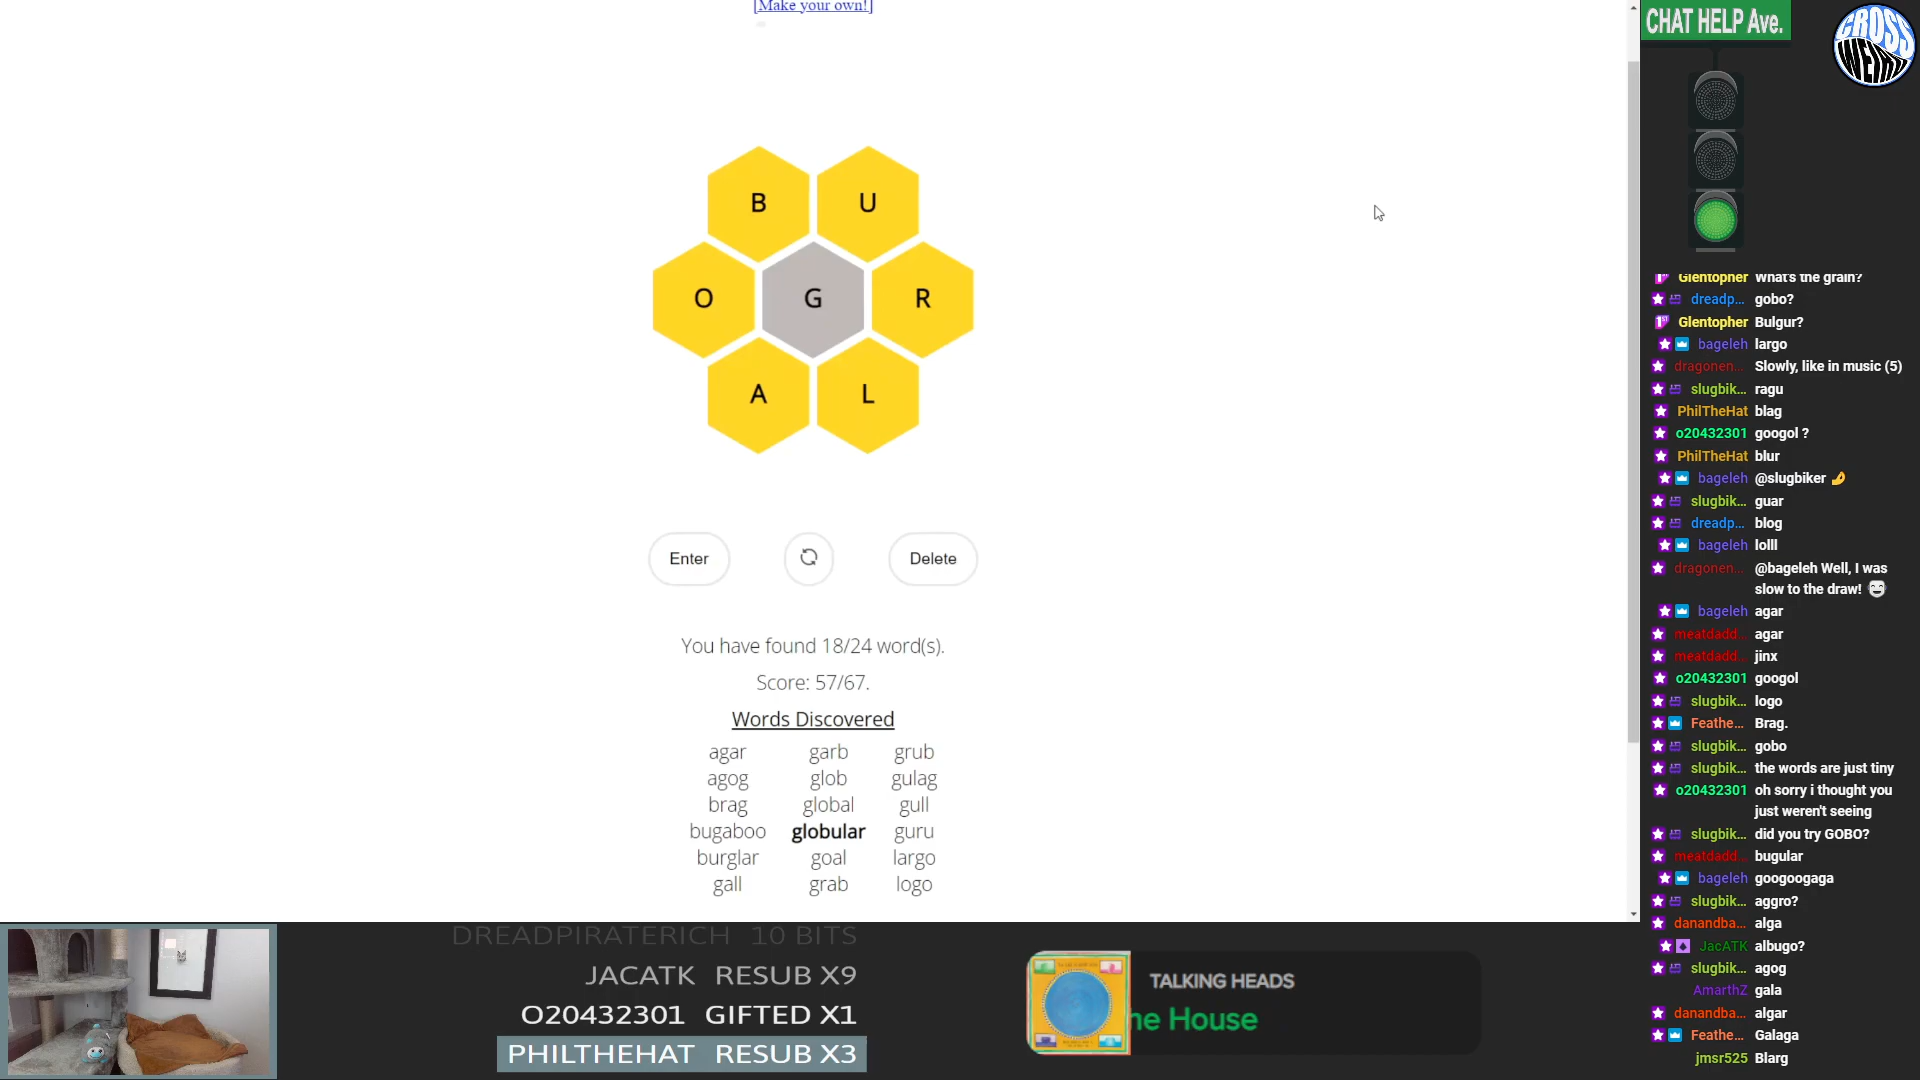 [Make your own!]
B
U
O
G
R
A
L
Enter
Delete
You have found 18/24 word(s).
Score: 57/67.
Words Discovered
agar garb grub
agog glob gulag
brag global gull
bugaboo globular guru
burglar goal largo
gall grab logo
DREADPIRATERICH 10 BITS
JACATK RESUB X9
O20432301 GIFTED X1
PHILTHEHAT RESUB X3
TALKING HEADS
he House
CHAT HELP Ave.
CROSS
WEIRD
Glentopher What's the grain?
dreadp... gobo?
Glentopher Bulgur?
bageleh largo
dragonen... Slowly, like in music (5)
slugbik... ragu
PhilTheHat blag
o20432301 googol ?
PhilTheHat blur
bageleh @slugbiker
slugbik... guar
dreadp... blog
bageleh lolll
dragonen... @bageleh Well, I was
slow to the draw!
bageleh agar
meatdadd... agar
meatdadd... jinx
o20432301 googol
slugbik... logo
Feathe... Brag.
slugbik... gobo
slugbik... the words are just tiny
o20432301 oh sorry i thought you
just weren't seeing
slugbik... did you try GOBO?
meatdadd... bugular
bageleh googoogaga
slugbik... aggro?
danandba... alga
JacATK albugo?
slugbik... agog
AmarthZ gala
danandba... algar
Feathe... Galaga
jmsr525 Blarg